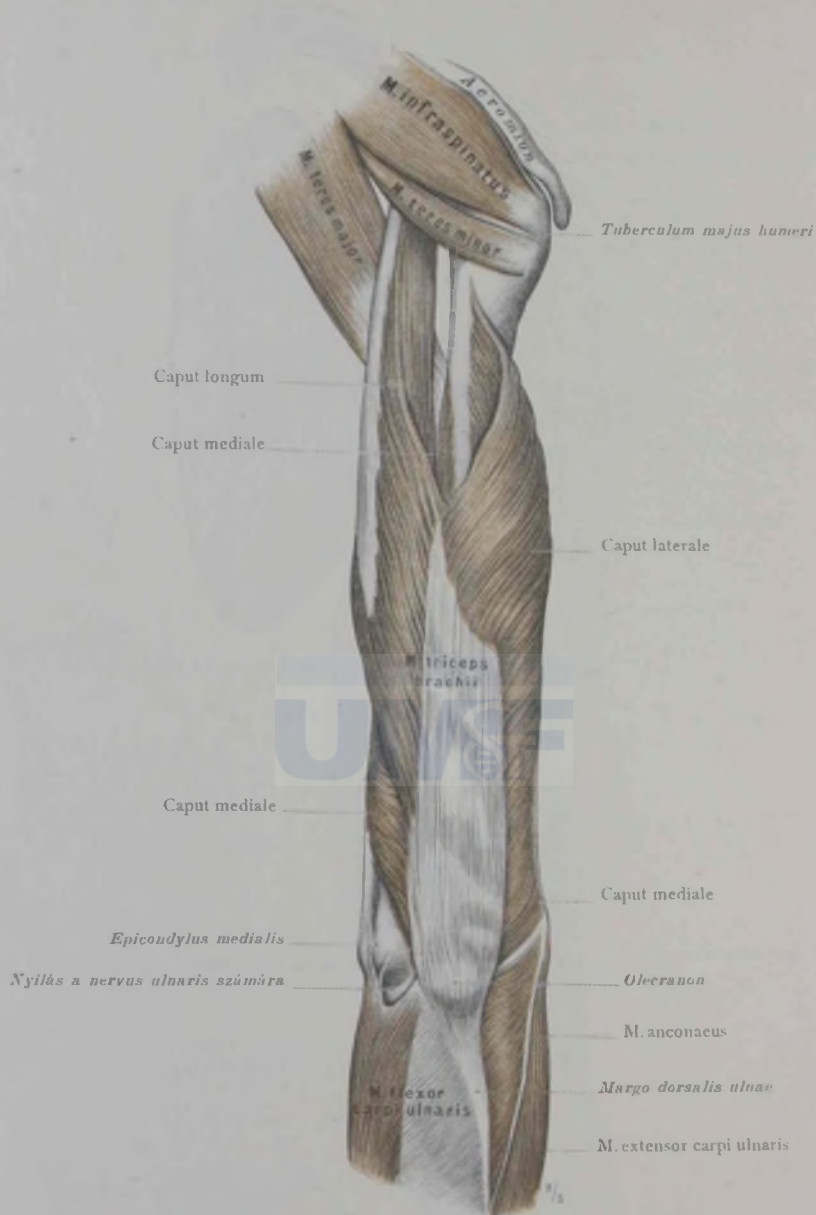 Acromion
M. infraspinatus
M. teres major
M. teres minor
Tuberculum majus humeri
Caput longum
Caput mediale
Caput laterale
M. triceps
brachii
Caput mediale
Caput mediale
Epicondylus medialis
Nyilás a nervus ulnaris számára
Olecranon
M. anconaeus
Margo dorsalis ulnae
M. flexor
carpi ulnaris
M. extensor carpi ulnaris